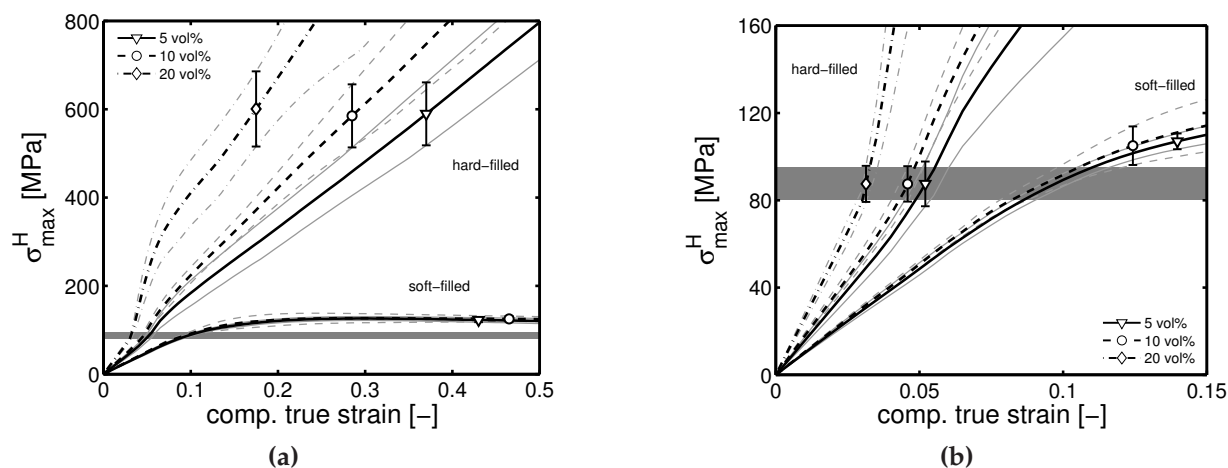 800
600
400
200
0
σ^H_max [MPa]
5 vol%
10 vol%
20 vol%
hard−filled
soft−filled
0 0.1 0.2 0.3 0.4 0.5
comp. true strain [−]
(a)
160
120
80
40
0
σ^H_max [MPa]
hard−filled
soft−filled
5 vol%
10 vol%
20 vol%
0 0.05 0.1 0.15
comp. true strain [−]
(b)